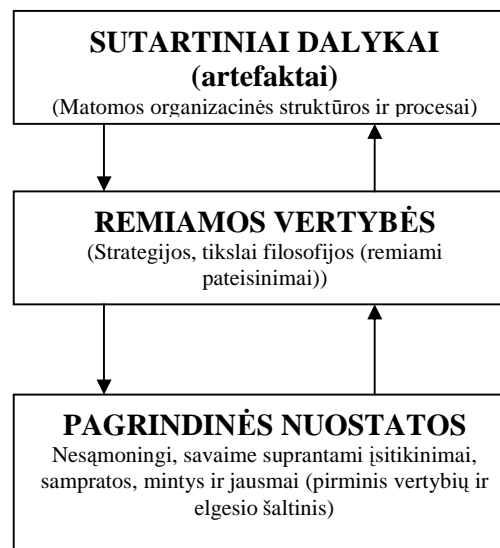 SUTARTINIAI DALYKAI
(artefaktai)
(Matomos organizacinės struktūros ir procesai)
REMIAMOS VERTYBĖS
(Strategijos, tikslai filosofijos (remiami
pateisinimai))
PAGRINDINĖS NUOSTATOS
Nesąmoningi, savaime suprantami įsitikinimai,
sampratos, mintys ir jausmai (pirminis vertybių ir
elgesio šaltinis)